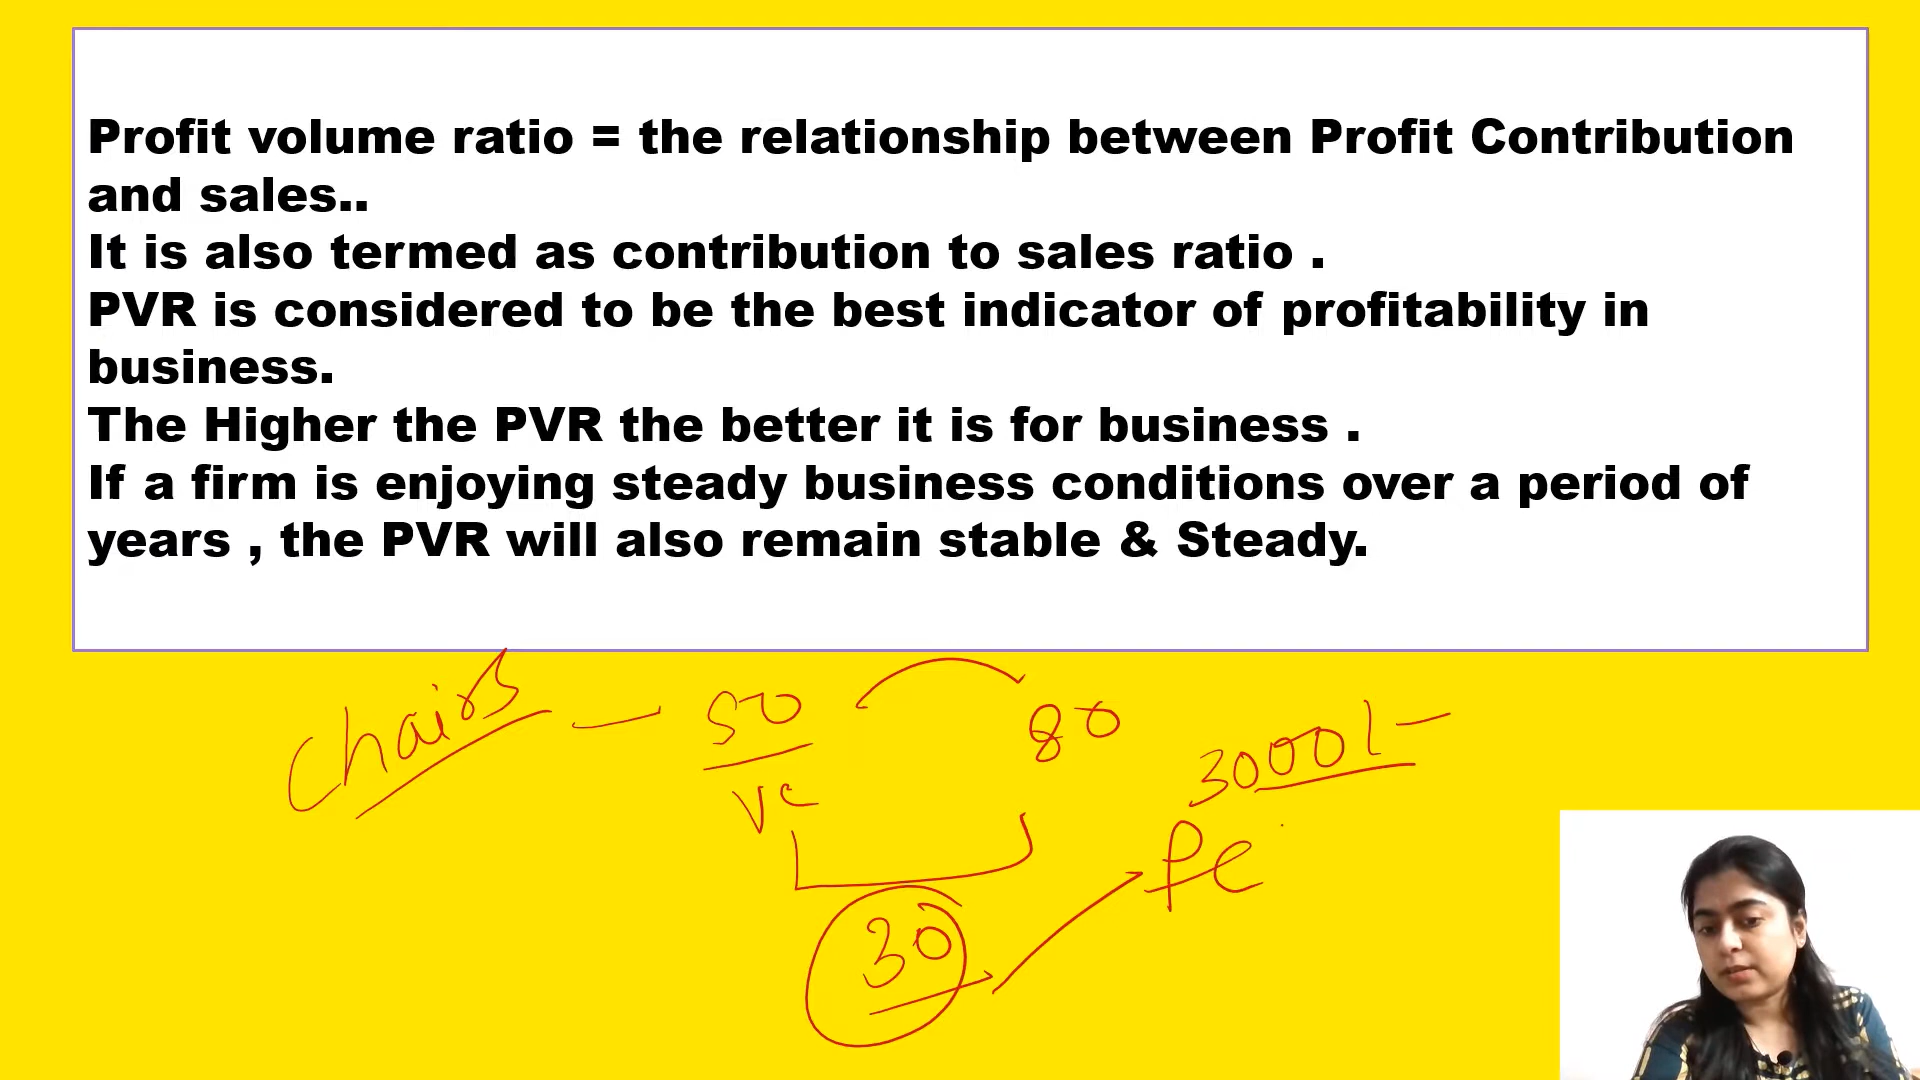 Profit volume ratio = the relationship between Profit Contribution
and sales..
It is also termed as contribution to sales ratio .
PVR is considered to be the best indicator of profitability in
business.
The Higher the PVR the better it is for business .
If a firm is enjoying steady business conditions over a period of
years , the PVR will also remain stable & Steady.
chairs — 50 80
30001-
vc
30